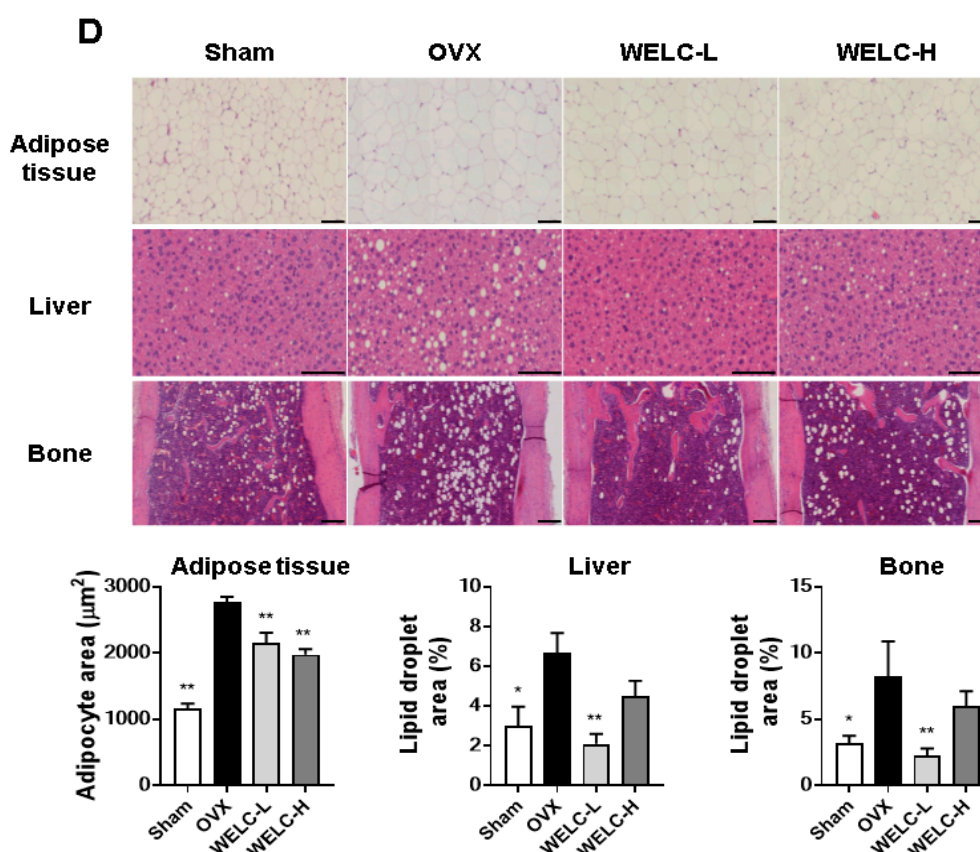 D
Sham OVX WELC-L WELC-H
Adipose
tissue
Liver
Bone
Adipose tissue
Adipocyte area (μm²)
3000
2000
1000
0
**
**
**
Sham OVX WELC-L WELC-H
Liver
Lipid droplet
area (%)
10
8
6
4
2
0
*
**
Sham OVX WELC-L WELC-H
Bone
Lipid droplet
area (%)
15
10
5
0
*
**
Sham OVX WELC-L WELC-H